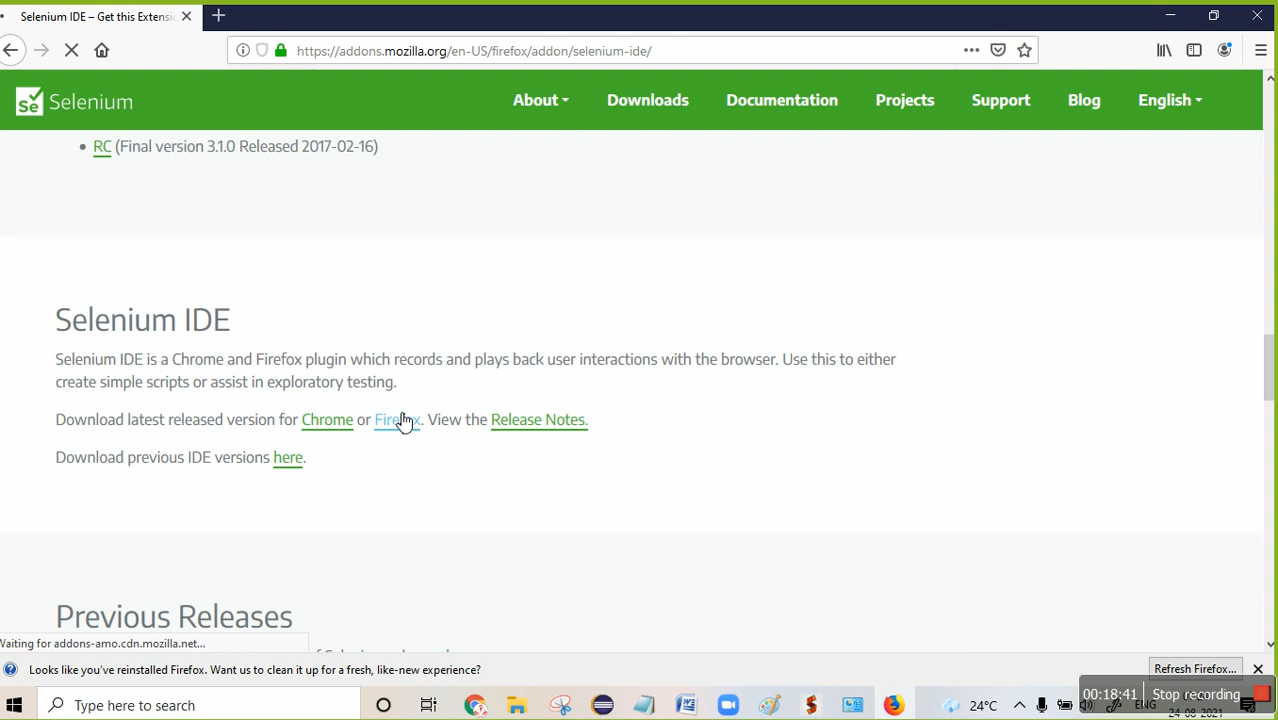 Selenium IDE – Get this Extensi
https://addons.mozilla.org/en-US/firefox/addon/selenium-ide/
Se Selenium
About Downloads Documentation Projects Support Blog English
• RC (Final version 3.1.0 Released 2017-02-16)
Selenium IDE
Selenium IDE is a Chrome and Firefox plugin which records and plays back user interactions with the browser. Use this to either
create simple scripts or assist in exploratory testing.
Download latest released version for Chrome or Firefox. View the Release Notes.
Download previous IDE versions here.
Previous Releases
Waiting for addons-amo.cdn.mozilla.net...
Looks like you've reinstalled Firefox. Want us to clean it up for a fresh, like-new experience?
Refresh Firefox...
Type here to search
24°C
ENG
00:18:41 Stop recording
24-08-2021